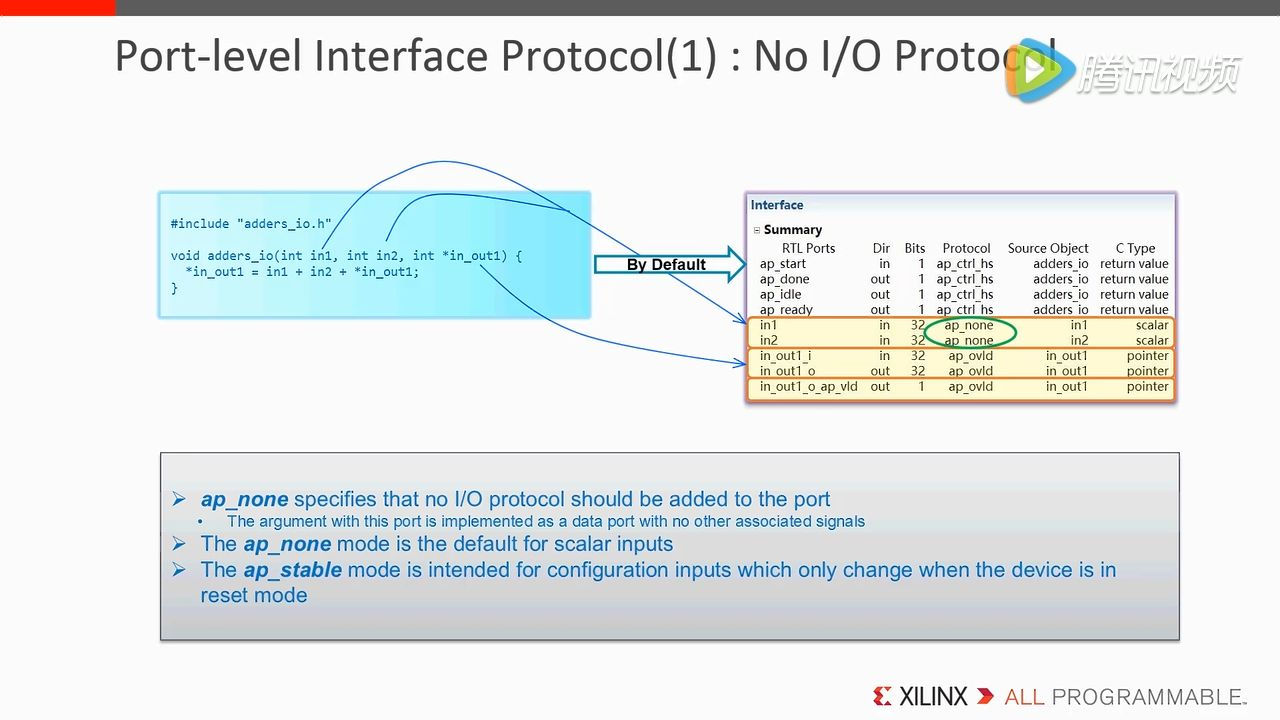 Port-level Interface Protocol(1) : No I/O Protocol
腾讯视频
#include "adders_io.h"
void adders_io(int in1, int in2, int *in_out1) {
*in_out1 = in1 + in2 + *in_out1;
}
By Default
Interface
Summary
RTL Ports Dir Bits Protocol Source Object C Type
ap_start in 1 ap_ctrl_hs adders_io return value
ap_done out 1 ap_ctrl_hs adders_io return value
ap_idle out 1 ap_ctrl_hs adders_io return value
ap_ready out 1 ap_ctrl_hs adders_io return value
in1 in 32 ap_none in1 scalar
in2 in 32 ap_none in2 scalar
in_out1_i in 32 ap_ovld in_out1 pointer
in_out1_o out 32 ap_ovld in_out1 pointer
in_out1_o_ap_vld out 1 ap_ovld in_out1 pointer
ap_none specifies that no I/O protocol should be added to the port
• The argument with this port is implemented as a data port with no other associated signals
The ap_none mode is the default for scalar inputs
The ap_stable mode is intended for configuration inputs which only change when the device is in
reset mode
XILINX ALL PROGRAMMABLE™